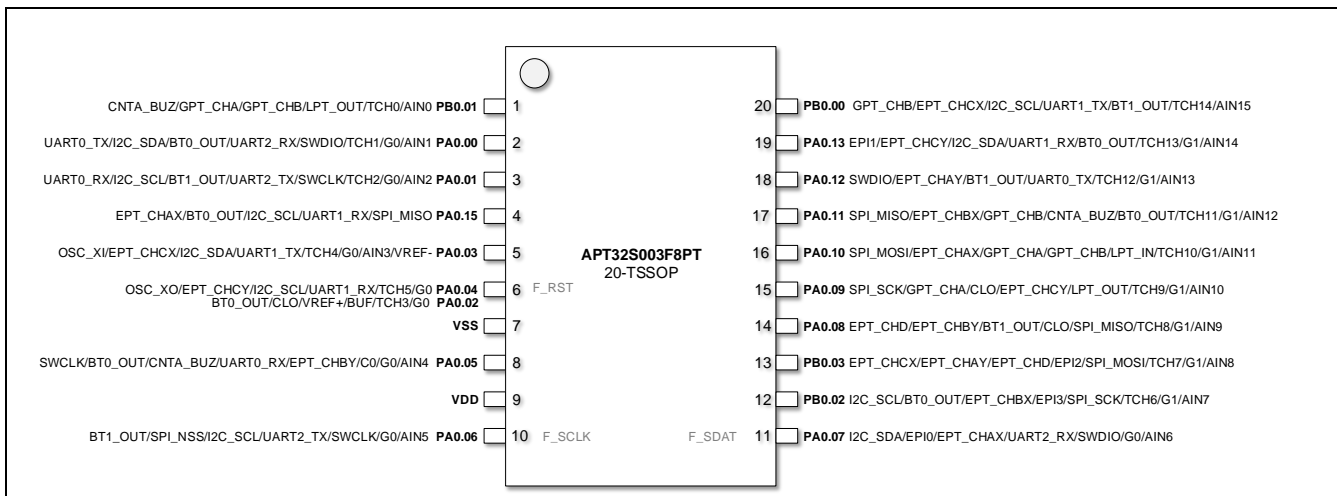 CNTA_BUZ/GPT_CHA/GPT_CHB/LPT_OUT/TCH0/AIN0 PB0.01 1
UART0_TX/I2C_SDA/BT0_OUT/UART2_RX/SWDIO/TCH1/G0/AIN1 PA0.00 2
UART0_RX/I2C_SCL/BT1_OUT/UART2_TX/SWCLK/TCH2/G0/AIN2 PA0.01 3
EPT_CHAX/BT0_OUT/I2C_SCL/UART1_RX/SPI_MISO PA0.15 4
OSC_XI/EPT_CHCX/I2C_SDA/UART1_TX/TCH4/G0/AIN3/VREF- PA0.03 5
OSC_XO/EPT_CHCY/I2C_SCL/UART1_RX/TCH5/G0 PA0.04 6 F_RST
BT0_OUT/CLO/VREF+/BUF/TCH3/G0 PA0.02
VSS 7
SWCLK/BT0_OUT/CNTA_BUZ/UART0_RX/EPT_CHBY/C0/G0/AIN4 PA0.05 8
VDD 9
BT1_OUT/SPI_NSS/I2C_SCL/UART2_TX/SWCLK/G0/AIN5 PA0.06 10 F_SCLK
APT32S003F8PT
20-TSSOP
20 PB0.00 GPT_CHB/EPT_CHCX/I2C_SCL/UART1_TX/BT1_OUT/TCH14/AIN15
19 PA0.13 EPI1/EPT_CHCY/I2C_SDA/UART1_RX/BT0_OUT/TCH13/G1/AIN14
18 PA0.12 SWDIO/EPT_CHAY/BT1_OUT/UART0_TX/TCH12/G1/AIN13
17 PA0.11 SPI_MISO/EPT_CHBX/GPT_CHB/CNTA_BUZ/BT0_OUT/TCH11/G1/AIN12
16 PA0.10 SPI_MOSI/EPT_CHAX/GPT_CHA/GPT_CHB/LPT_IN/TCH10/G1/AIN11
15 PA0.09 SPI_SCK/GPT_CHA/CLO/EPT_CHCY/LPT_OUT/TCH9/G1/AIN10
14 PA0.08 EPT_CHD/EPT_CHBY/BT1_OUT/CLO/SPI_MISO/TCH8/G1/AIN9
13 PB0.03 EPT_CHCX/EPT_CHAY/EPT_CHD/EPI2/SPI_MOSI/TCH7/G1/AIN8
12 PB0.02 I2C_SCL/BT0_OUT/EPT_CHBX/EPI3/SPI_SCK/TCH6/G1/AIN7
F_SDAT 11 PA0.07 I2C_SDA/EPI0/EPT_CHAX/UART2_RX/SWDIO/G0/AIN6